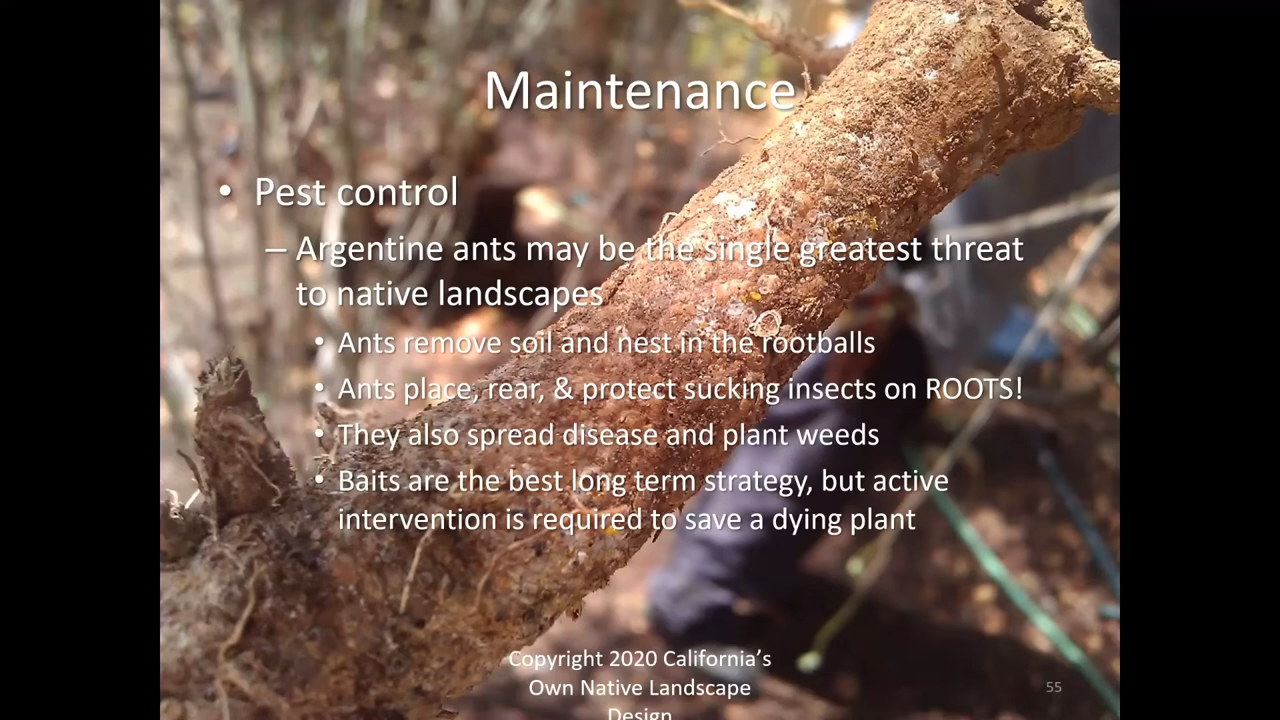 Maintenance
• Pest control
– Argentine ants may be the single greatest threat
to native landscapes
• Ants remove soil and nest in the rootballs
• Ants place, rear, & protect sucking insects on ROOTS!
• They also spread disease and plant weeds
• Baits are the best long term strategy, but active
intervention is required to save a dying plant
Copyright 2020 California’s
Own Native Landscape
Design
55